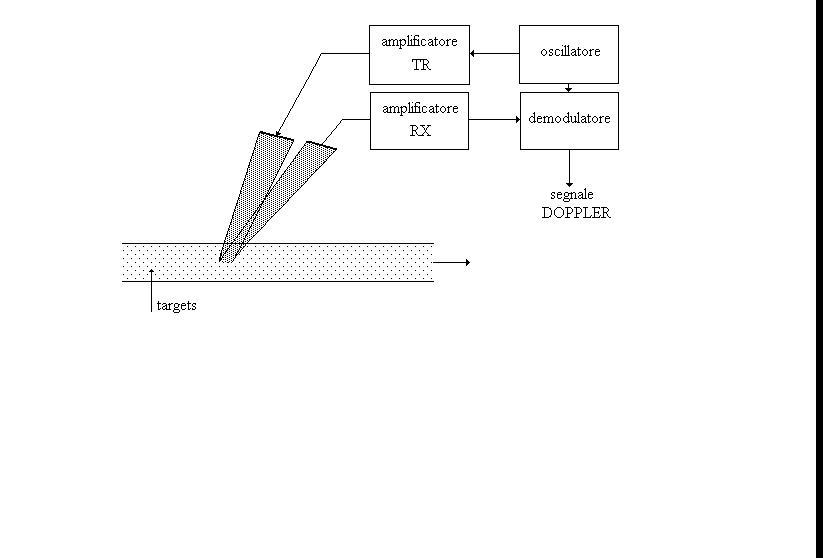 amplificatore
TR
oscillatore
amplificatore
RX
demodulatore
segnale
DOPPLER
targets